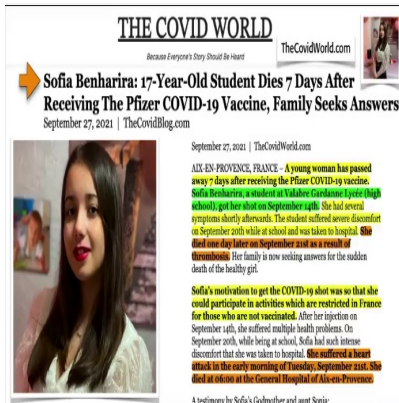 THE COVID WORLD
Because Everyone's Story Should Be Heard
TheCovidWorld.com
Sofia Benharira: 17-Year-Old Student Dies 7 Days After
Receiving The Pfizer COVID-19 Vaccine, Family Seeks Answers
September 27, 2021 | TheCovidBlog.com
September 27, 2021 | TheCovidWorld.com
AIX-EN-PROVENCE, FRANCE – A young woman has passed
away 7 days after receiving the Pfizer COVID-19 vaccine.
Sofia Benharira, a student at Valabre Gardanne Lycée (high
school), got her shot on September 14th. She had several
symptoms shortly afterwards. The student suffered severe discomfort
on September 20th while at school and was taken to hospital. She
died one day later on September 21st as a result of
thrombosis. Her family is now seeking answers for the sudden
death of the healthy girl.
Sofia's motivation to get the COVID-19 shot was so that she
could participate in activities which are restricted in France
for those who are not vaccinated. After her injection on
September 14th, she suffered multiple health problems. On
September 20th, while being at school, Sofia had such intense
discomfort that she was taken to hospital. She suffered a heart
attack in the early morning of Tuesday, September 21st. She
died at 06:00 at the General Hospital of Aix-en-Provence.
A testimony by Sofia's Godmother and aunt Sonia: